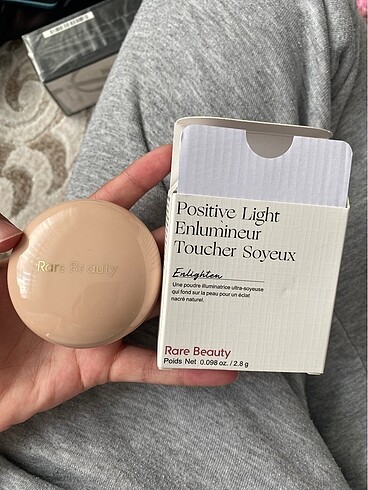 Rare Beauty
Positive Light
Enlumineur
Toucher Soyeux
Enlighten
Une poudre illuminatrice ultra-soyeuse
qui fond sur la peau pour un éclat
nacré naturel.
Rare Beauty
Poids Net 0.098 oz. / 2.8 g